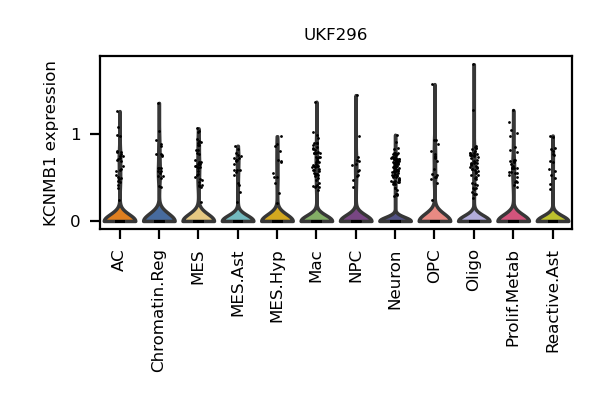 UKF296
KCNMB1 expression
1
0
AC
Chromatin.Reg
MES
MES.Ast
MES.Hyp
Mac
NPC
Neuron
OPC
Oligo
Prolif.Metab
Reactive.Ast